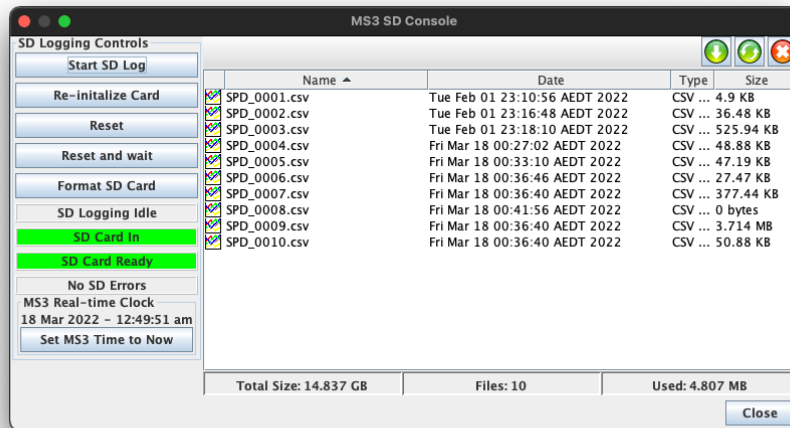 MS3 SD Console
SD Logging Controls
Start SD Log
Re-initalize Card
Reset
Reset and wait
Format SD Card
SD Logging Idle
SD Card In
SD Card Ready
No SD Errors
MS3 Real-time Clock
18 Mar 2022 - 12:49:51 am
Set MS3 Time to Now
Name Date Type Size
SPD_0001.csv Tue Feb 01 23:10:56 AEDT 2022 CSV ... 4.9 KB
SPD_0002.csv Tue Feb 01 23:16:48 AEDT 2022 CSV ... 36.48 KB
SPD_0003.csv Tue Feb 01 23:18:10 AEDT 2022 CSV ... 525.94 KB
SPD_0004.csv Fri Mar 18 00:27:02 AEDT 2022 CSV ... 48.88 KB
SPD_0005.csv Fri Mar 18 00:33:10 AEDT 2022 CSV ... 47.19 KB
SPD_0006.csv Fri Mar 18 00:36:46 AEDT 2022 CSV ... 27.47 KB
SPD_0007.csv Fri Mar 18 00:36:40 AEDT 2022 CSV ... 377.44 KB
SPD_0008.csv Fri Mar 18 00:41:56 AEDT 2022 CSV ... 0 bytes
SPD_0009.csv Fri Mar 18 00:36:40 AEDT 2022 CSV ... 3.714 MB
SPD_0010.csv Fri Mar 18 00:36:40 AEDT 2022 CSV ... 50.88 KB
Total Size: 14.837 GB Files: 10 Used: 4.807 MB
Close